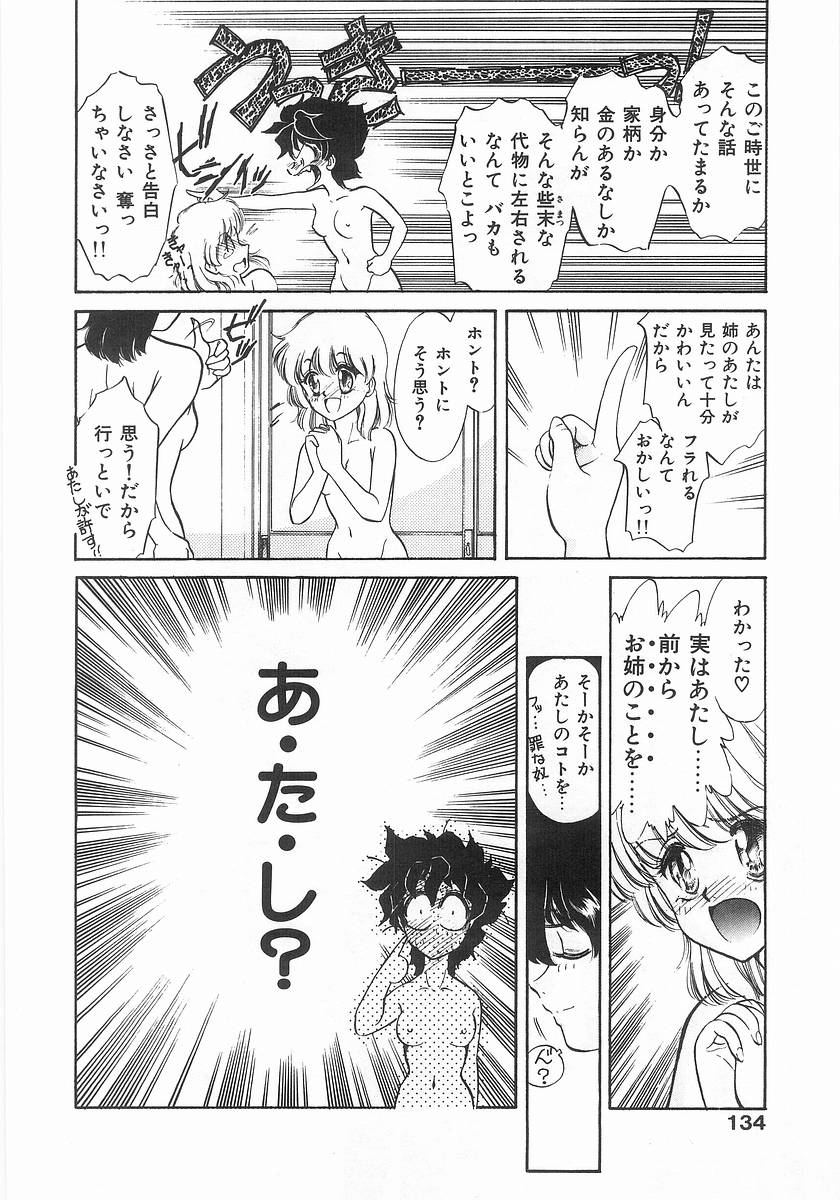 うっきーーっ!
このご時世に
そんな話
あってたまるか
身分か
家柄か
金のあるなしか
知らんが
そんな些末な
さまつ
代物に左右される
なんて バカも
いいとこよっ
さっさと告白
しなさい 奪っ
ちゃいなさいっ!!
きゃー
きゃー
あんたは
姉のあたしが
見たって十分
かわいいん
だから
フラれる
なんて
おかしいっ!!
ホント?
ホントに
そう思う?
思う!だから
行っといで
あたしが許す!!
わかった♡
実はあたし……
前から
お姉のことを……
そーかそーか
あたしのコトを…
フッ…罪な奴…
ん?
あ・た・し?
134